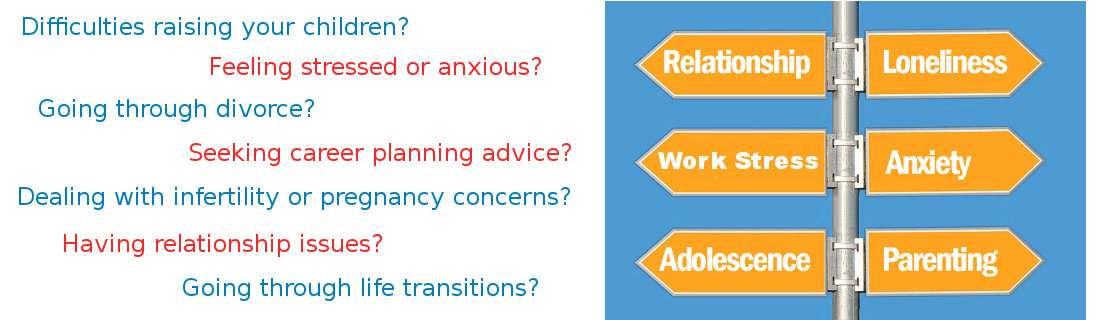 Difficulties raising your children?
Feeling stressed or anxious?
Going through divorce?
Seeking career planning advice?
Dealing with infertility or pregnancy concerns?
Having relationship issues?
Going through life transitions?
Relationship
Loneliness
Work Stress
Anxiety
Adolescence
Parenting